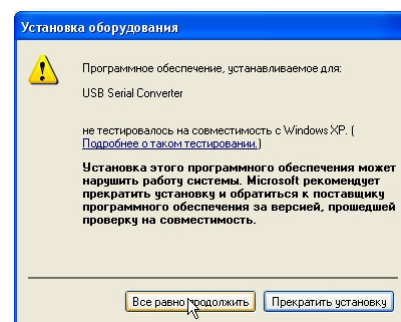 Установка оборудования
Программное обеспечение, устанавливаемое для:
USB Serial Converter
не тестировалось на совместимость с Windows XP. (
Подробнее о таком тестировании.)
Установка этого программного обеспечения может
нарушить работу системы. Microsoft рекомендует
прекратить установку и обратиться к поставщику
программного обеспечения за версией, прошедшей
проверку на совместимость.
Все равно продолжить
Прекратить установку